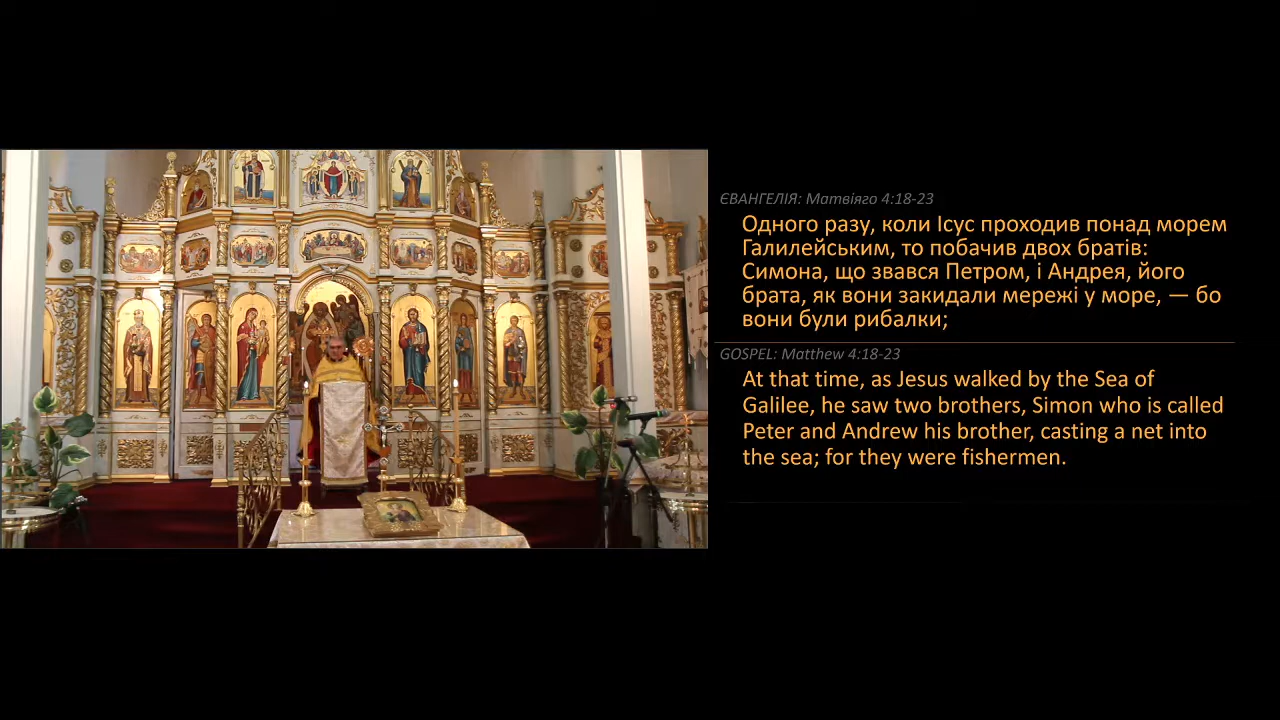 ЄВАНГЕЛІЯ: Матвіяго 4:18-23
Одного разу, коли Ісус проходив понад морем
Галилейським, то побачив двох братів:
Симона, що звався Петром, і Андрея, його
брата, як вони закидали мережі у море, — бо
вони були рибалки;
GOSPEL: Matthew 4:18-23
At that time, as Jesus walked by the Sea of
Galilee, he saw two brothers, Simon who is called
Peter and Andrew his brother, casting a net into
the sea; for they were fishermen.